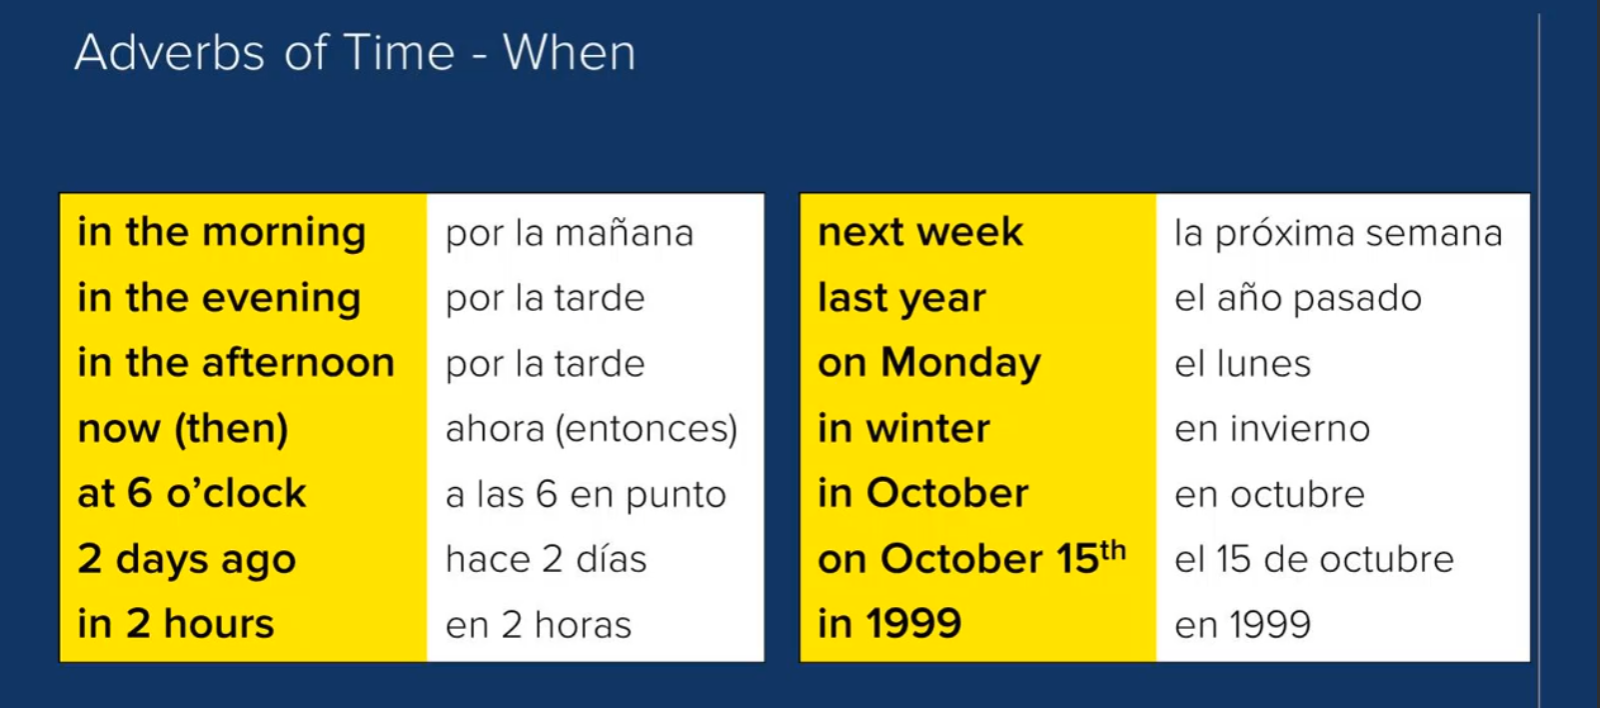 Adverbs of Time - When
in the morning por la mañana
in the evening por la tarde
in the afternoon por la tarde
now (then) ahora (entonces)
at 6 o’clock a las 6 en punto
2 days ago hace 2 días
in 2 hours en 2 horas
next week la próxima semana
last year el año pasado
on Monday el lunes
in winter en invierno
in October en octubre
on October 15th el 15 de octubre
in 1999 en 1999